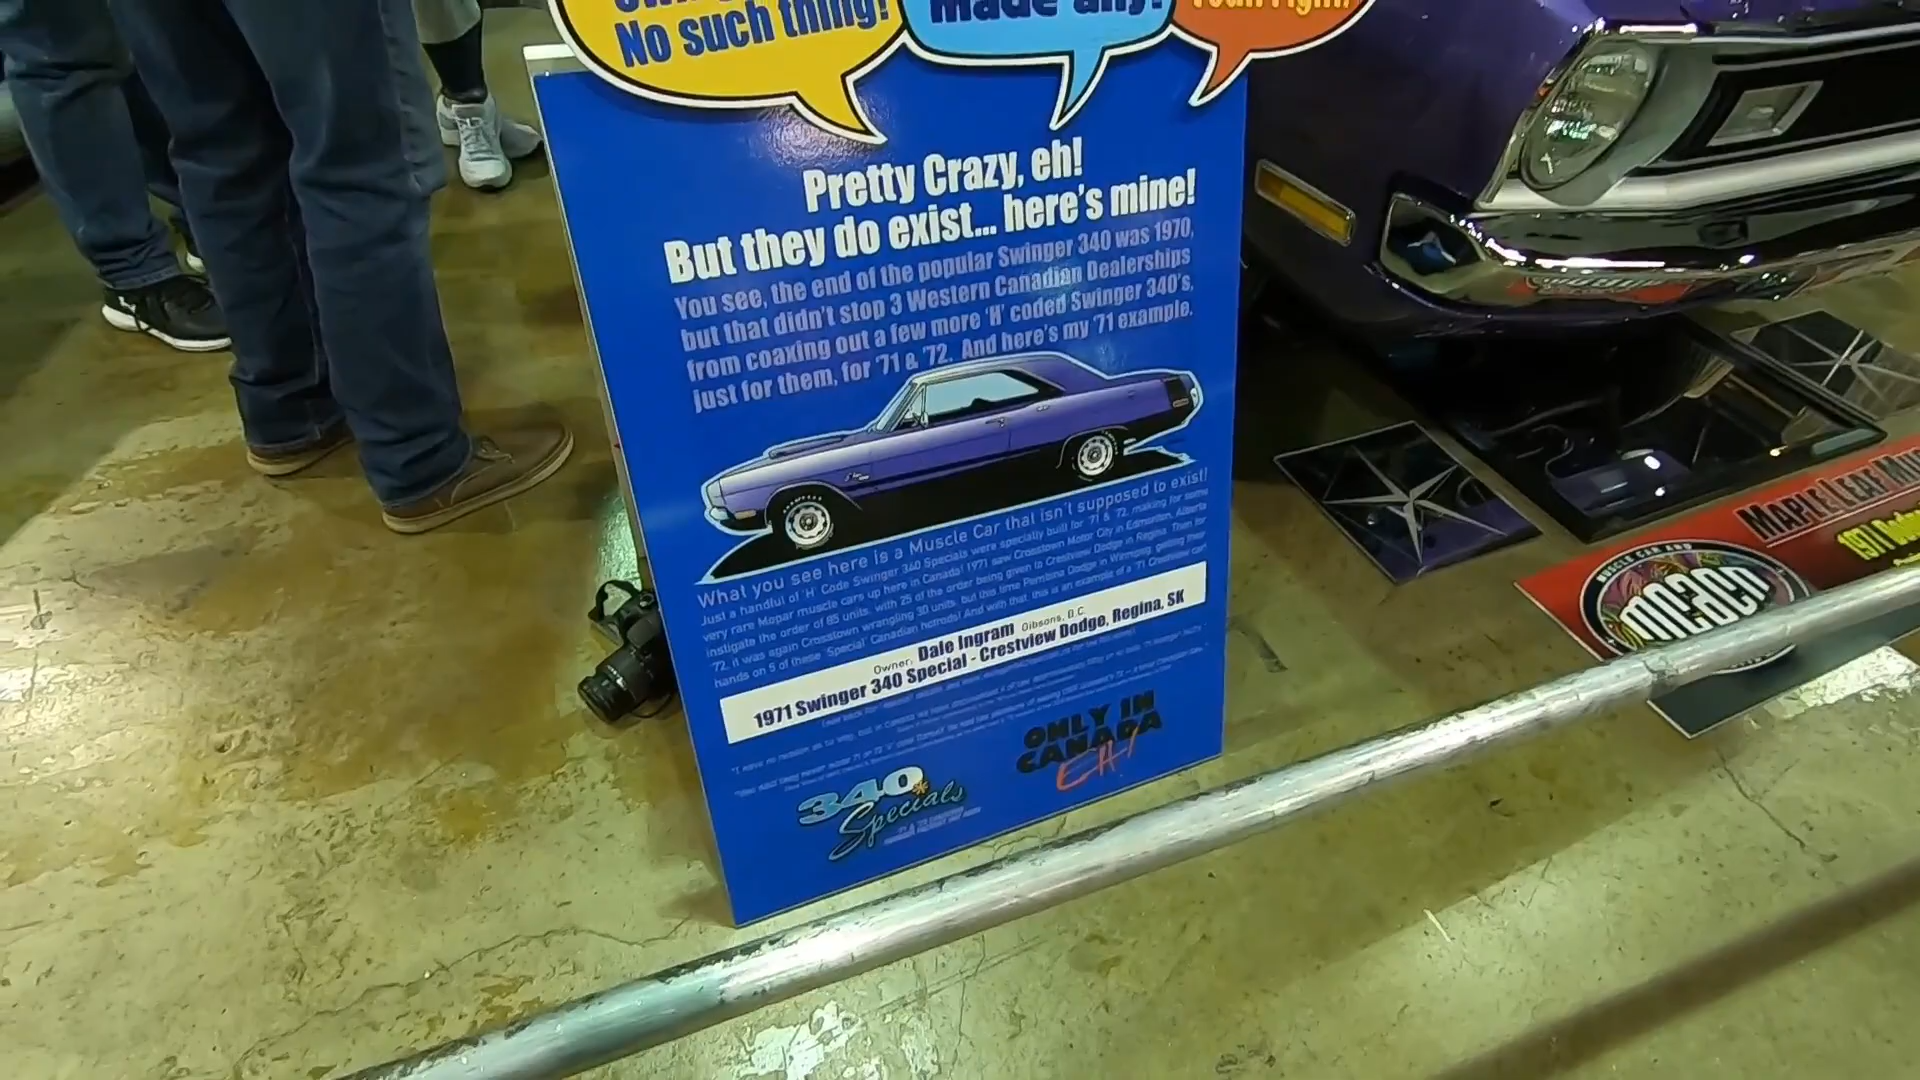 No such thing!
Made any!
Pretty Crazy, eh!
But they do exist... here's mine!
You see, the end of the popular Swinger 340 was 1970,
but that didn't stop 3 Western Canadian Dealerships
from coaxing out a few more 'H' coded Swinger 340's,
just for them, for '71 & '72. And here's my '71 example.
What you see here is a Muscle Car that isn't supposed to exist!
Just a handful of 'H' Code Swinger 340 Specials were specially built for '71 & '72, making for some
very rare Mopar muscle cars up here in Canada! 1971 saw Crosstown Motor City in Edmonton, Alberta
instigate the order of 85 units, with 25 of the order being given to Crestview Dodge in Regina. Then for
'72, it was again Crosstown wrangling 30 units, but this time Pembina Dodge in Winnipeg, getting their
hands on 5 of these 'Special' Canadian hotrods! And with that, this is an example of a '71 Crestview car!
Owner: Dale Ingram Gibsons, B.C.
1971 Swinger 340 Special - Crestview Dodge, Regina, SK
340
Specials
ONLY IN
CANADA
EH!
MAPLE LEAF
1971
MUSCLE CAR AND
mcacn